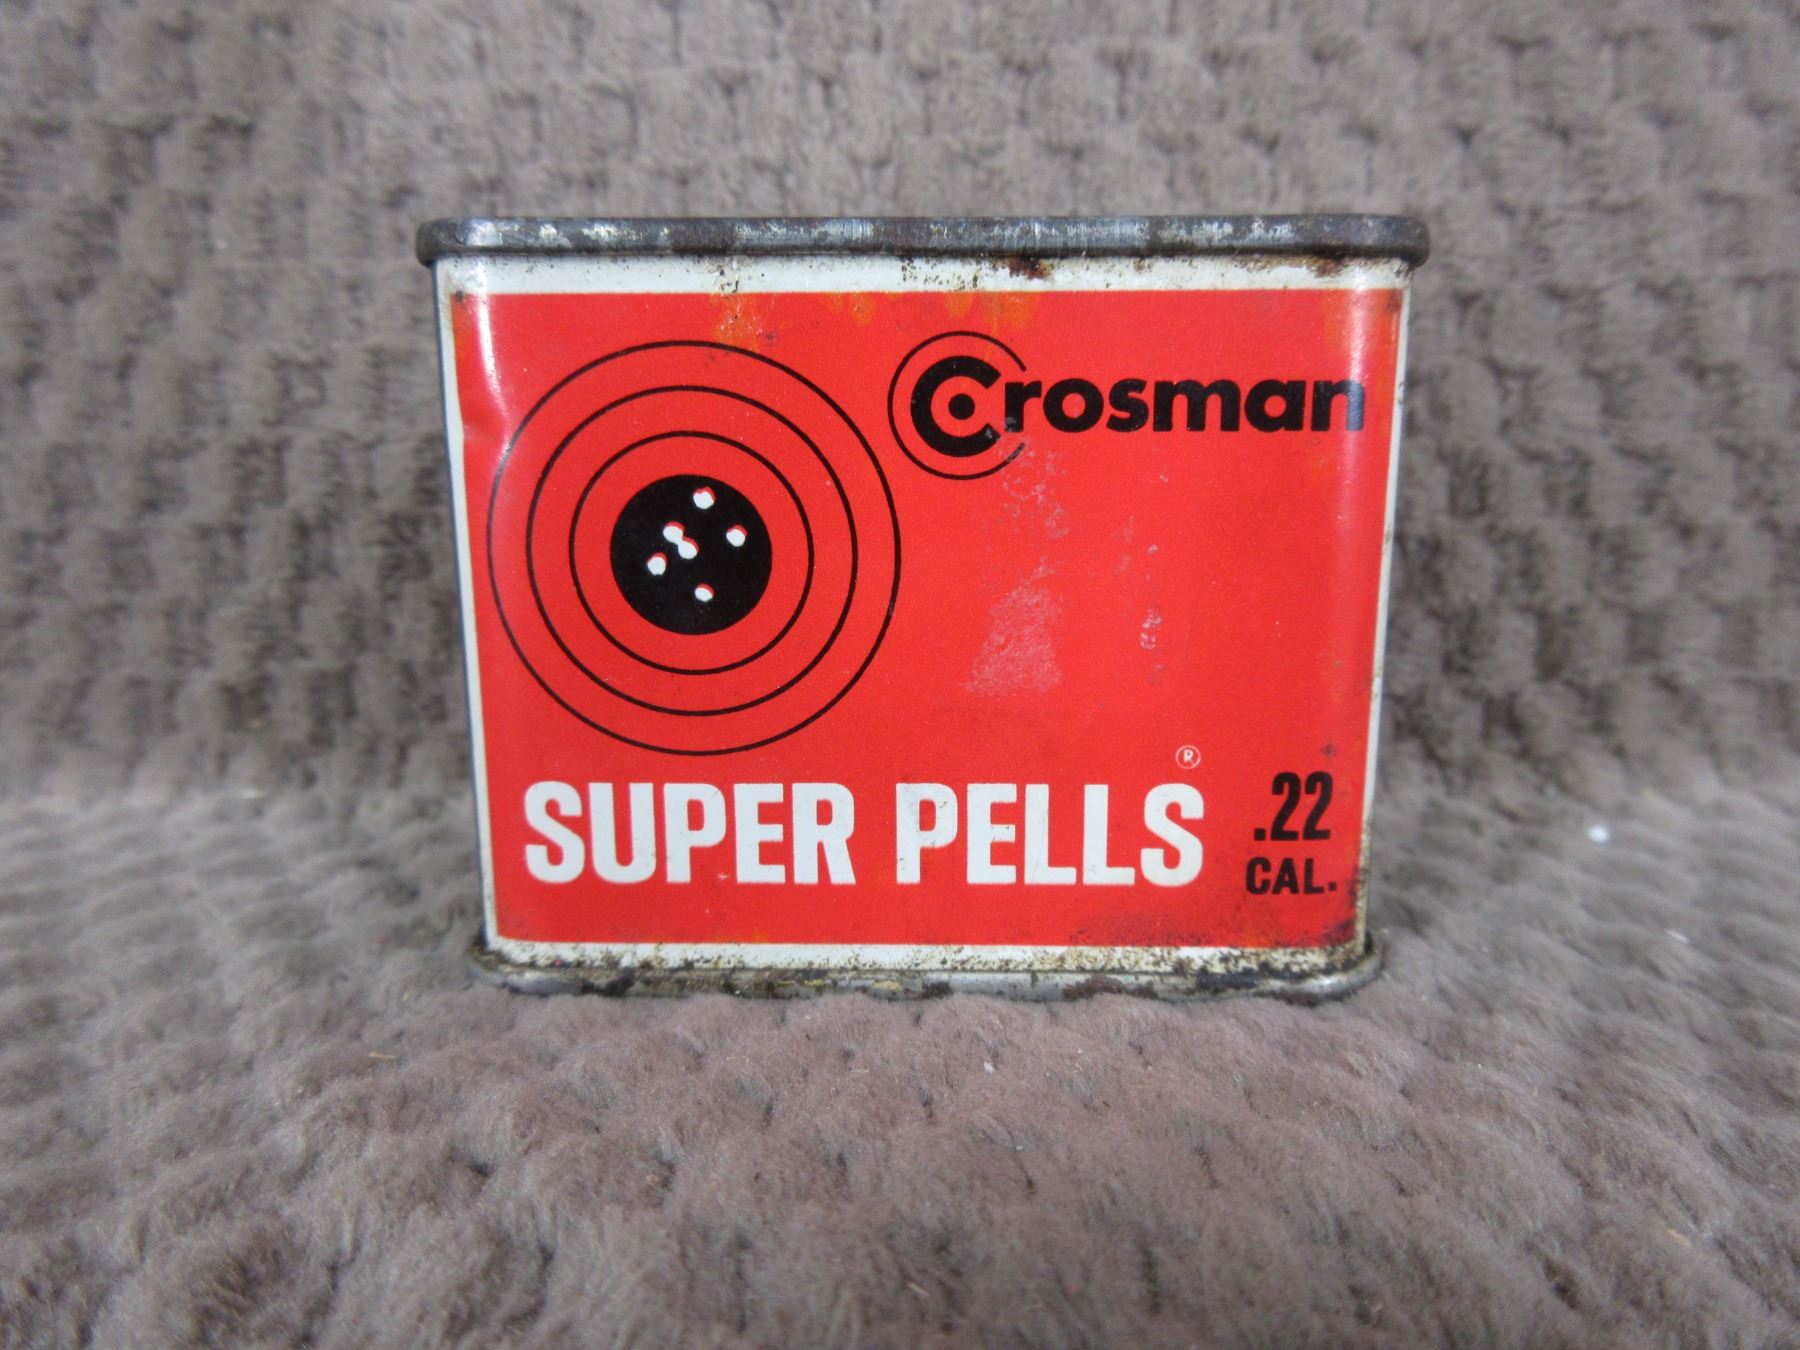 Crosman
SUPER PELLS®
.22
CAL.